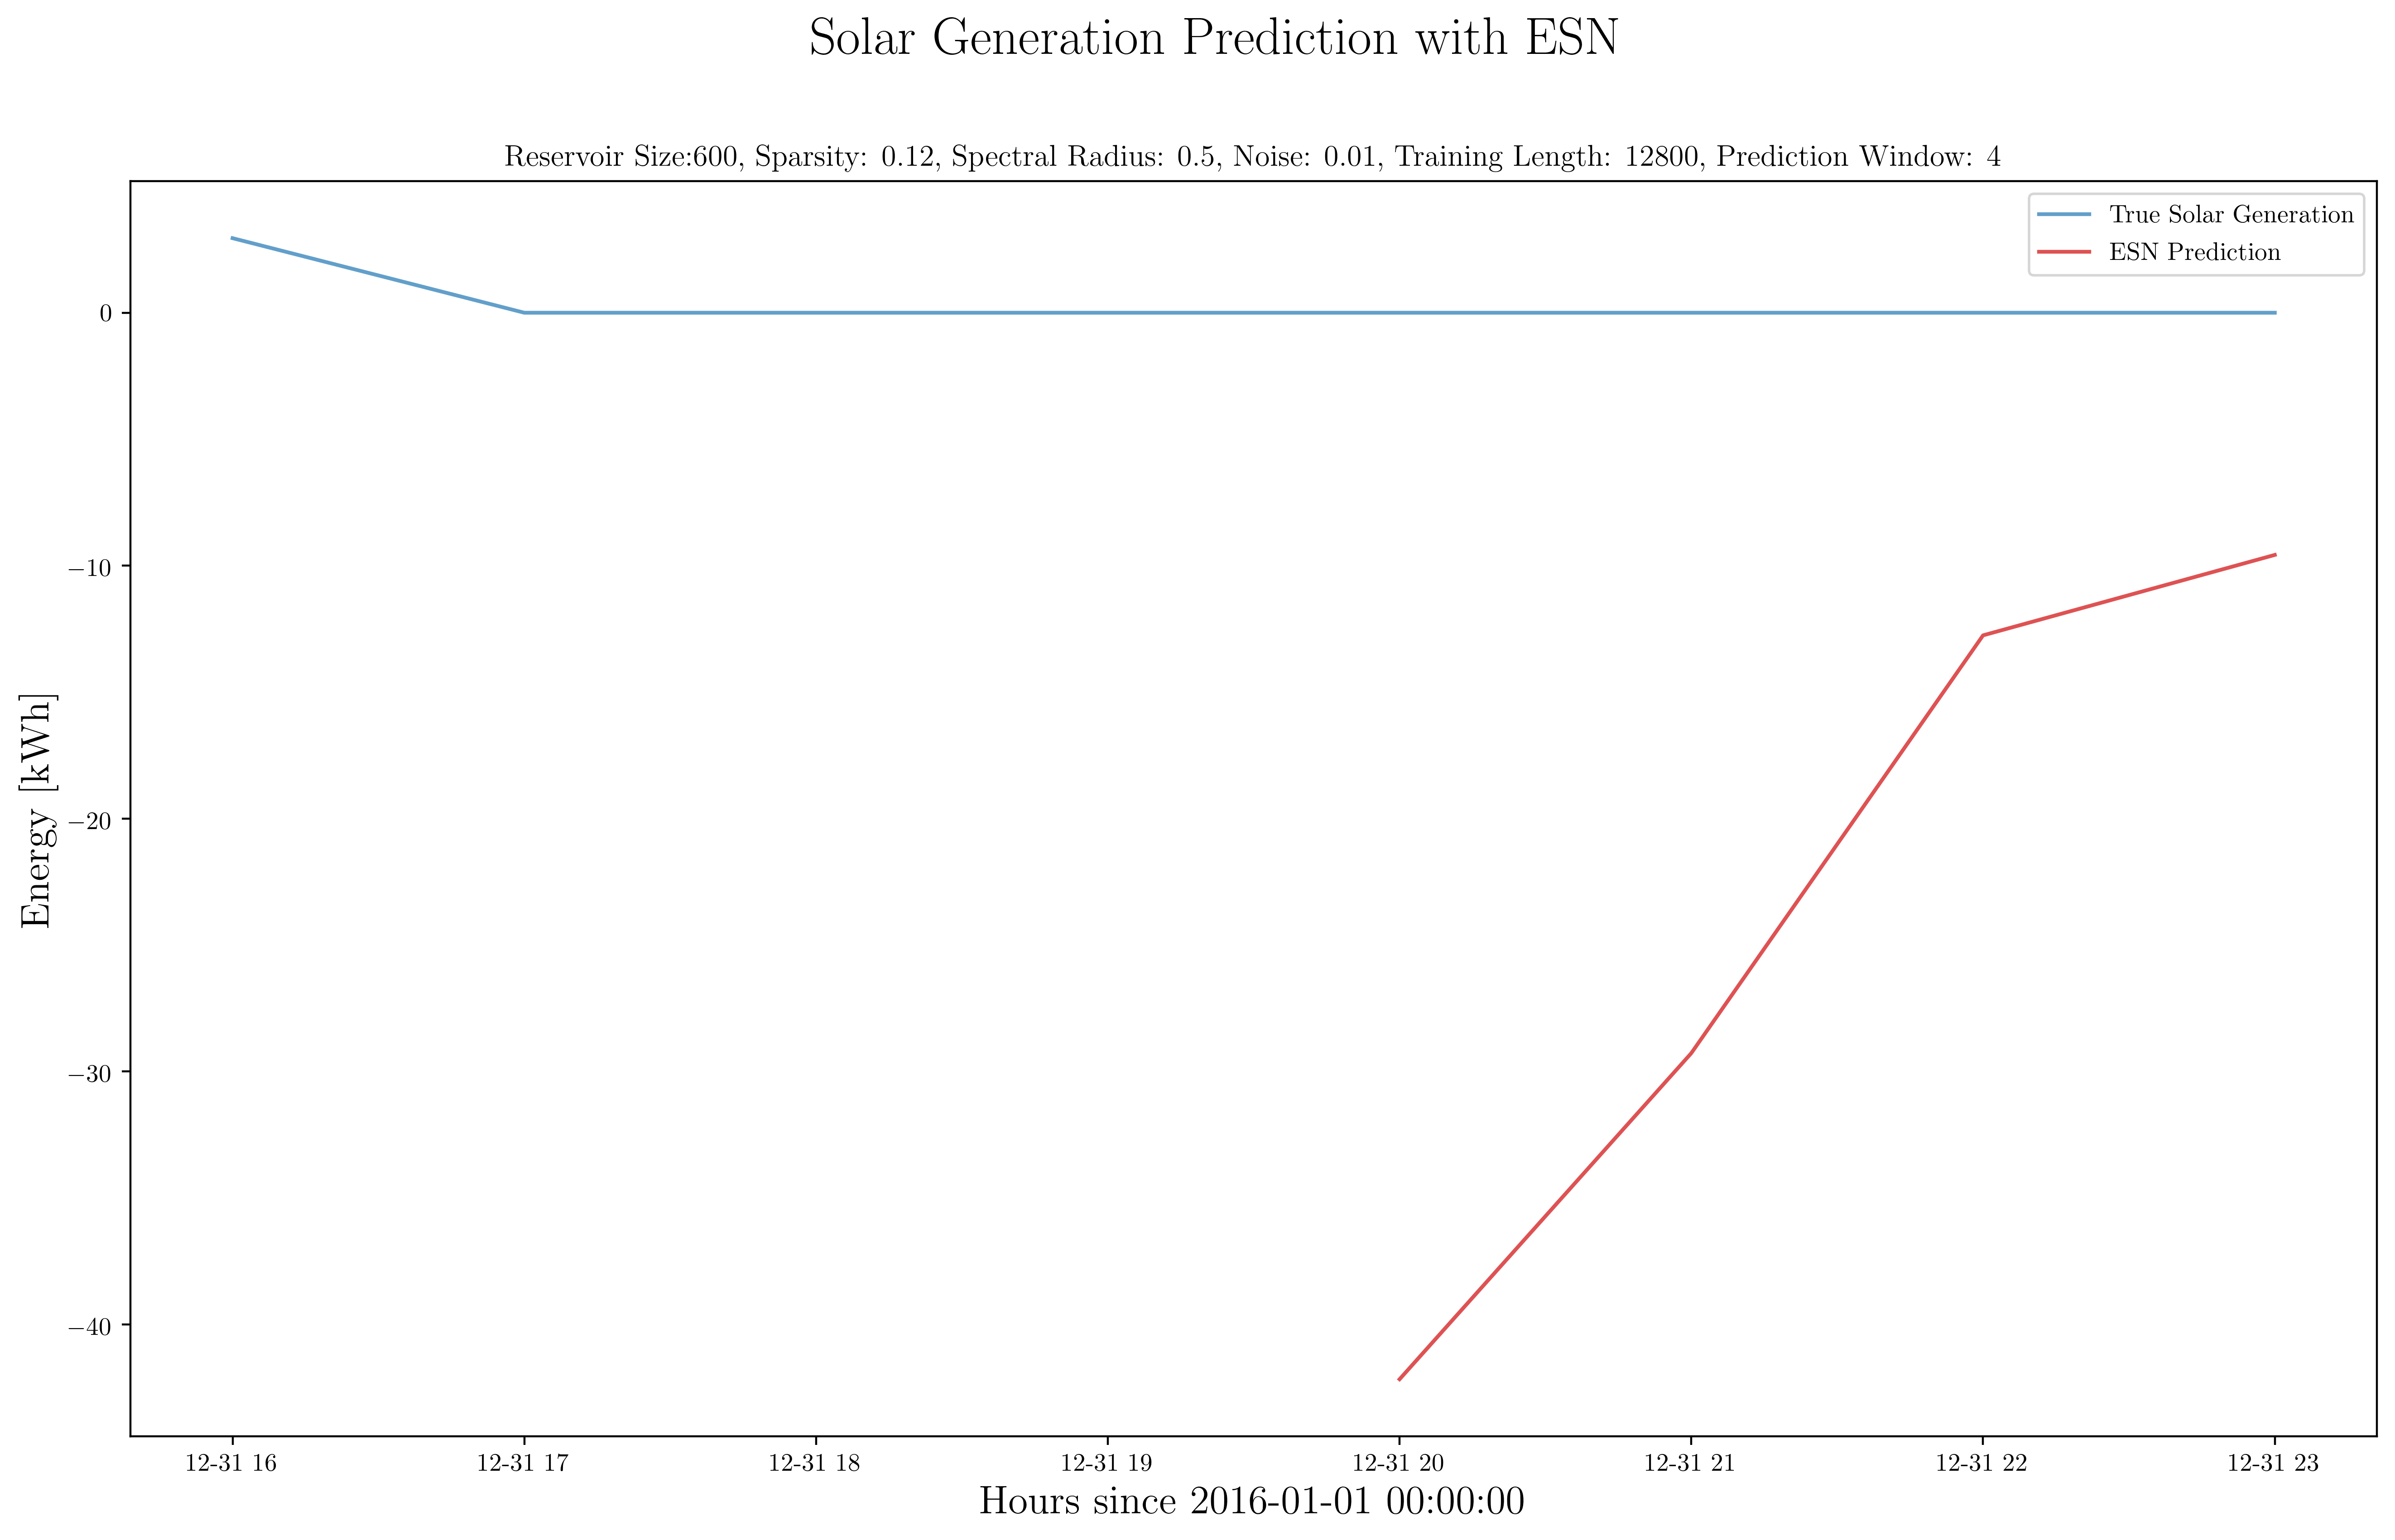 Solar Generation Prediction with ESN
Reservoir Size:600, Sparsity: 0.12, Spectral Radius: 0.5, Noise: 0.01, Training Length: 12800, Prediction Window: 4
True Solar Generation
ESN Prediction
0
−10
−20
−30
−40
Energy [kWh]
12-31 16
12-31 17
12-31 18
12-31 19
12-31 20
12-31 21
12-31 22
12-31 23
Hours since 2016-01-01 00:00:00